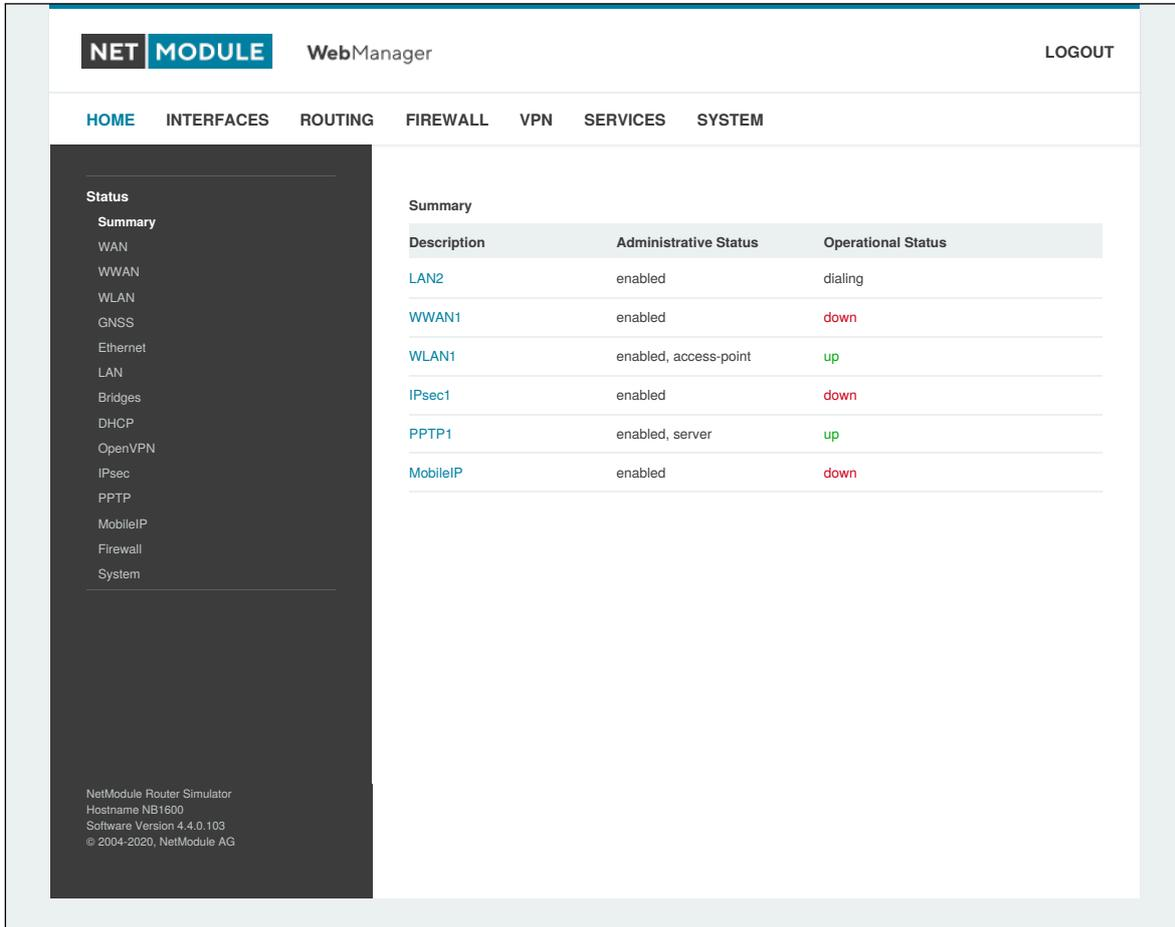 NET MODULE WebManager LOGOUT
HOME INTERFACES ROUTING FIREWALL VPN SERVICES SYSTEM
Status
Summary
WAN
WWAN
WLAN
GNSS
Ethernet
LAN
Bridges
DHCP
OpenVPN
IPsec
PPTP
MobileIP
Firewall
System
NetModule Router Simulator
Hostname NB1600
Software Version 4.4.0.103
© 2004-2020, NetModule AG
Summary
Description Administrative Status Operational Status
LAN2 enabled dialing
WWAN1 enabled down
WLAN1 enabled, access-point up
IPsec1 enabled down
PPTP1 enabled, server up
MobileIP enabled down